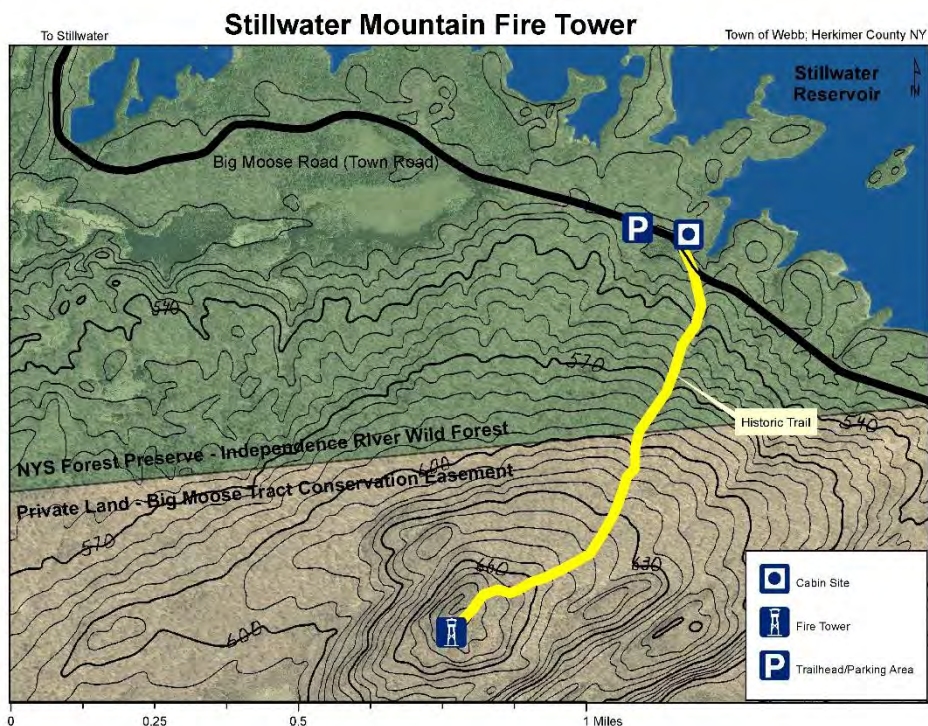 Stillwater Mountain Fire Tower
To Stillwater
Town of Webb; Herkimer County NY
Stillwater
Reservoir
N
Big Moose Road (Town Road)
P
540
570
Historic Trail
540
NYS Forest Preserve - Independence River Wild Forest
600
Private Land - Big Moose Tract Conservation Easement
570
660
630
600
Cabin Site
Fire Tower
P Trailhead/Parking Area
0 0.25 0.5 1 Miles